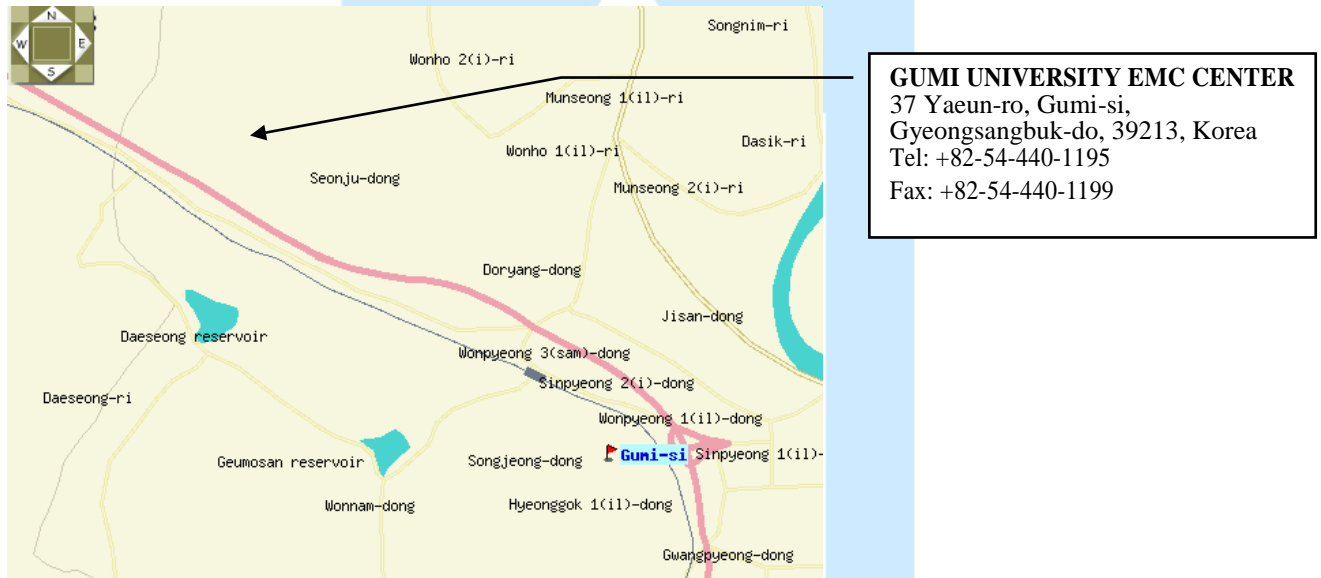 N
W E
S
Songnim-ri
Wonho 2(i)-ri
Munseong 1(il)-ri
Dasik-ri
Wonho 1(il)-ri
Seonju-dong
Munseong 2(i)-ri
Doryang-dong
Jisan-dong
Daeseong reservoir
Wonpyeong 3(sam)-dong
Sinpyeong 2(i)-dong
Daeseong-ri
Wonpyeong 1(il)-dong
Gumi-si
Sinpyeong 1(il)-
Geumosan reservoir
Songjeong-dong
Wonnam-dong
Hyeonggok 1(il)-dong
Gwangpyeong-dong
GUMI UNIVERSITY EMC CENTER
37 Yaeun-ro, Gumi-si,
Gyeongsangbuk-do, 39213, Korea
Tel: +82-54-440-1195
Fax: +82-54-440-1199